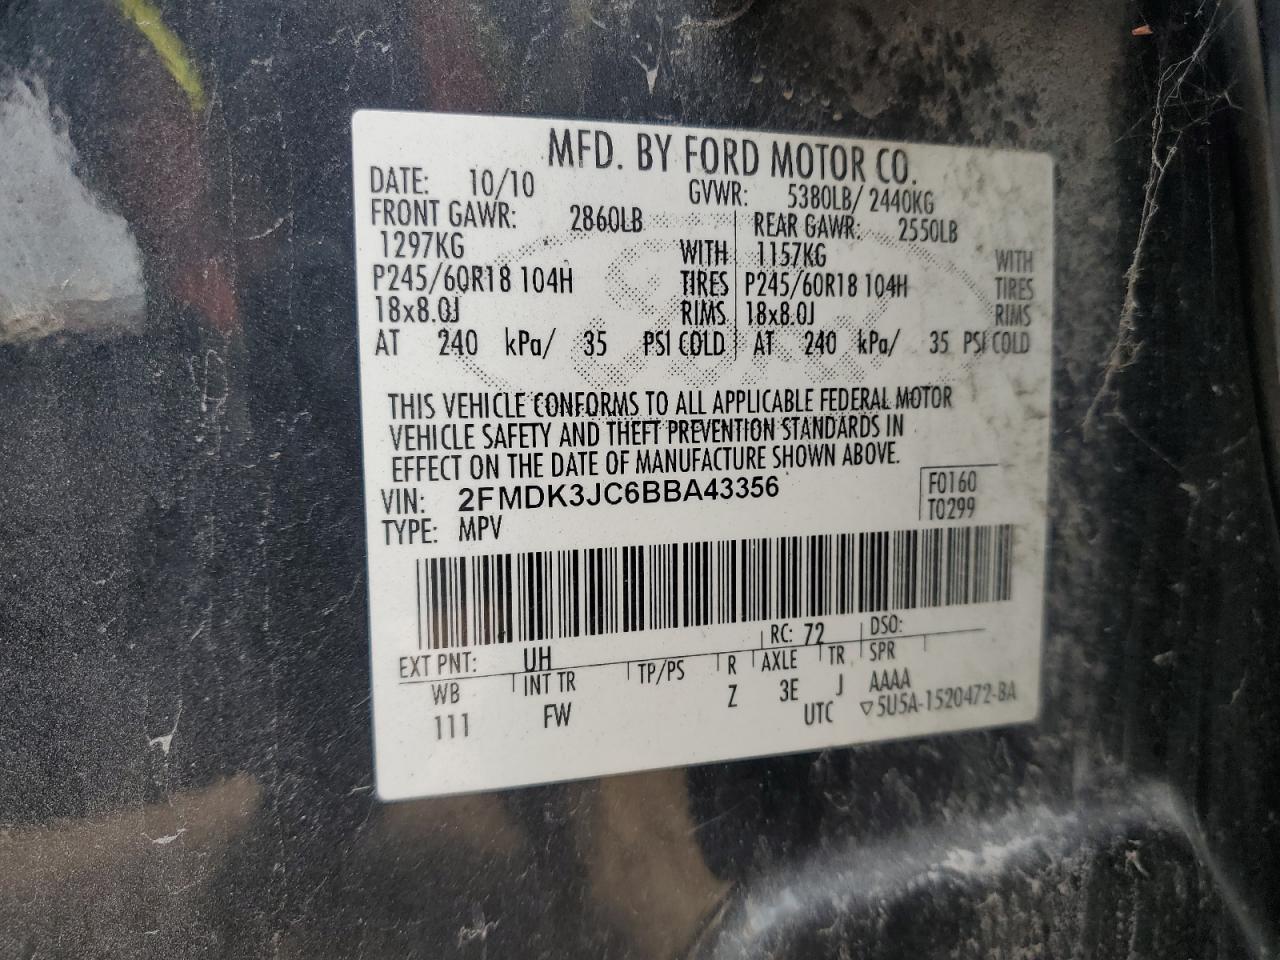 MFD. BY FORD MOTOR CO.
DATE: 10/10 GVWR: 5380LB/ 2440KG
FRONT GAWR: 2860LB REAR GAWR: 2550LB
1297KG WITH 1157KG WITH
P245/60R18 104H TIRES P245/60R18 104H TIRES
18x8.0J RIMS 18x8.0J RIMS
AT 240 kPa/ 35 PSI COLD AT 240 kPa/ 35 PSI COLD
THIS VEHICLE CONFORMS TO ALL APPLICABLE FEDERAL MOTOR
VEHICLE SAFETY AND THEFT PREVENTION STANDARDS IN
EFFECT ON THE DATE OF MANUFACTURE SHOWN ABOVE.
VIN: 2FMDK3JC6BBA43356 F0160
TYPE: MPV T0299
EXT PNT: UH RC: 72 DSO:
WB INT TR TP/PS R AXLE TR SPR
111 FW Z 3E J AAAA
UTC ▽5U5A-1520472-BA